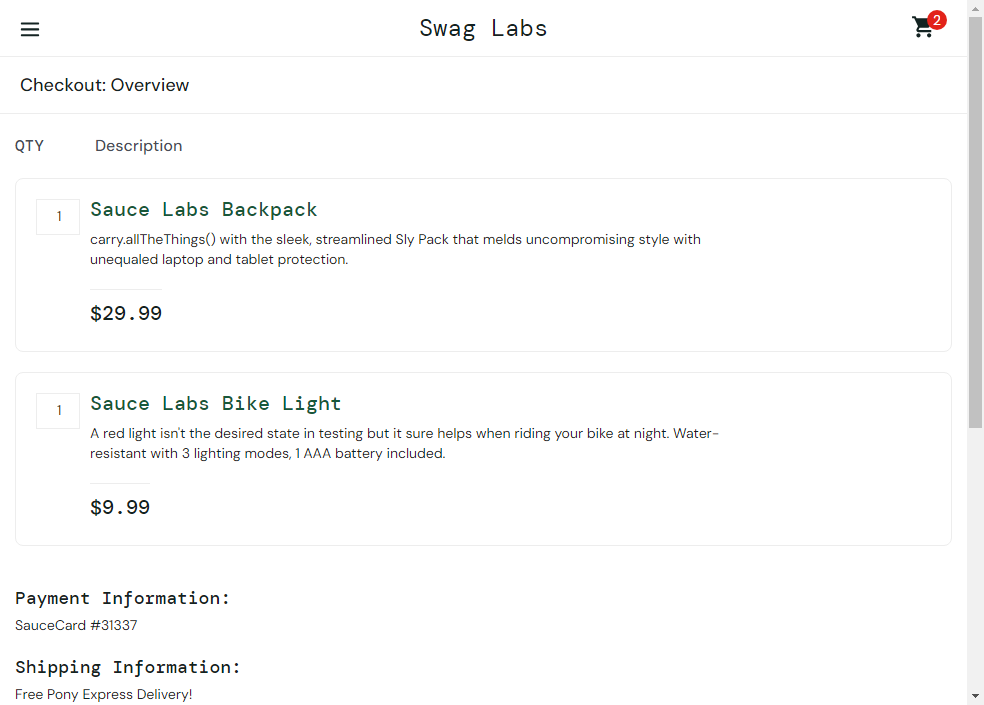 Swag Labs
2
Checkout: Overview
QTY Description
1
Sauce Labs Backpack
carry.allTheThings() with the sleek, streamlined Sly Pack that melds uncompromising style with
unequaled laptop and tablet protection.
$29.99
1
Sauce Labs Bike Light
A red light isn't the desired state in testing but it sure helps when riding your bike at night. Water-
resistant with 3 lighting modes, 1 AAA battery included.
$9.99
Payment Information:
SauceCard #31337
Shipping Information:
Free Pony Express Delivery!